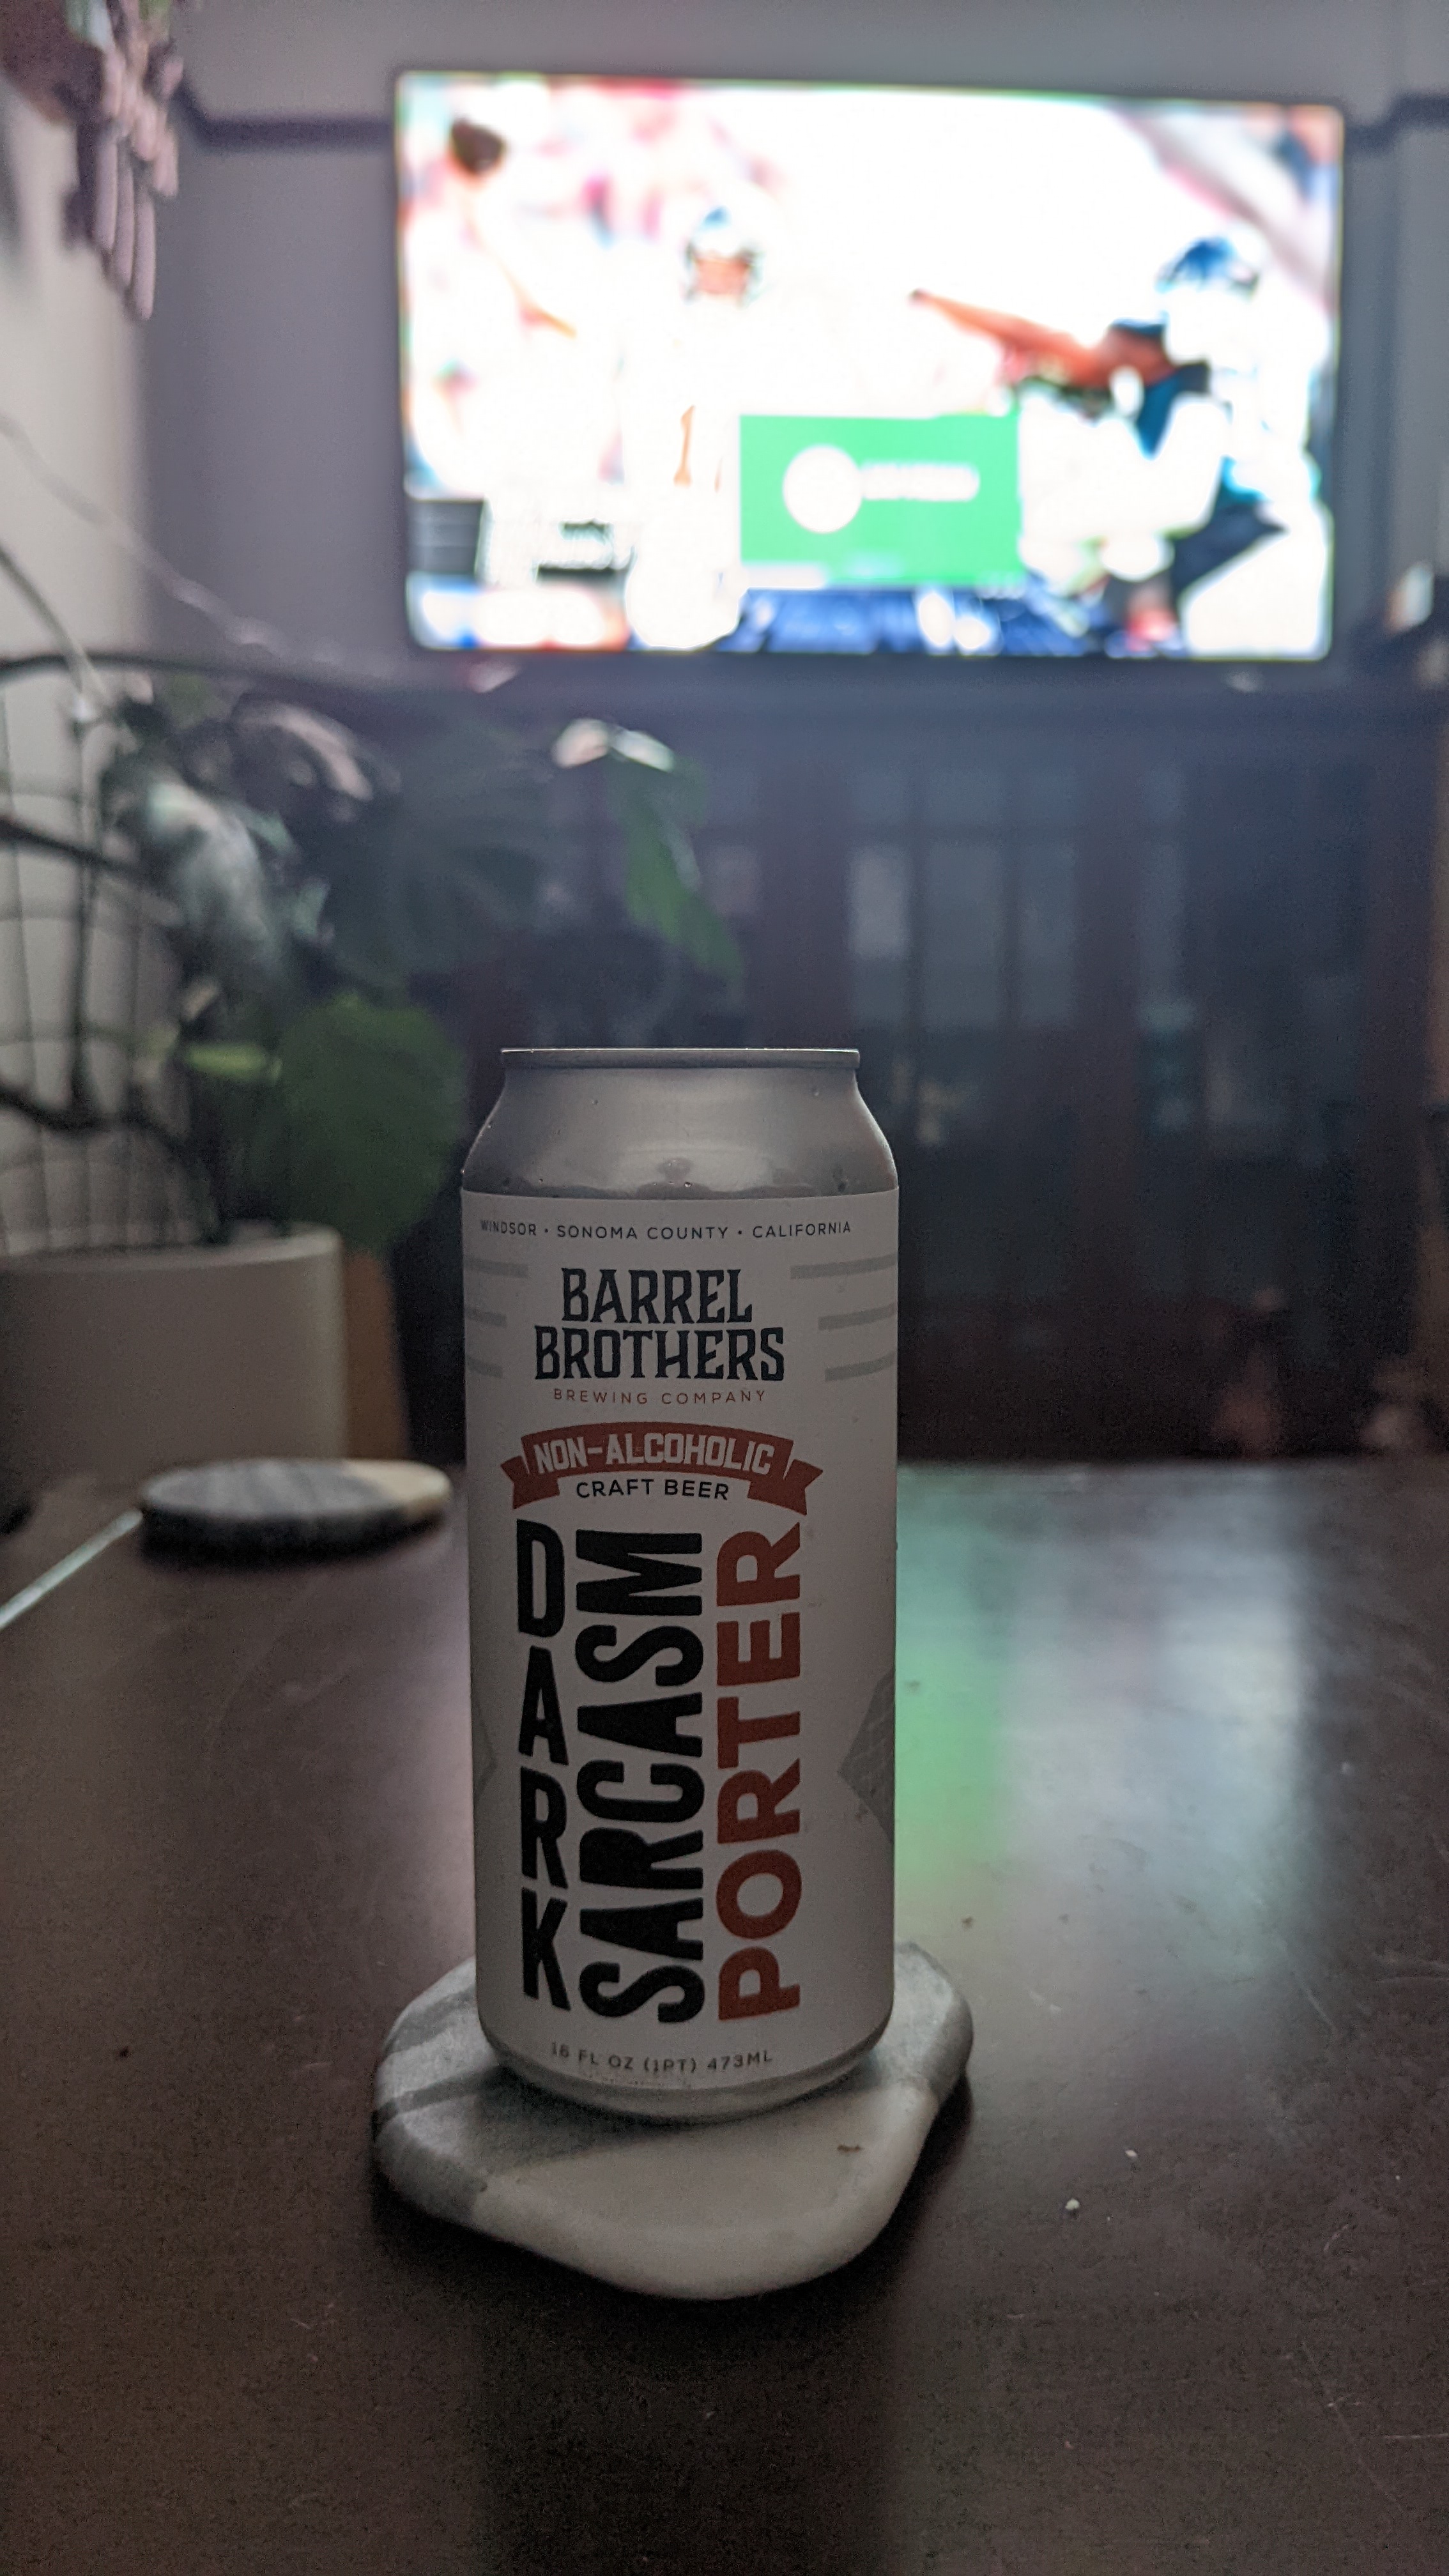 WINDSOR • SONOMA COUNTY • CALIFORNIA
BARREL
BROTHERS
BREWING COMPANY
NON-ALCOHOLIC
CRAFT BEER
DARK
SARCASM
PORTER
16 FL OZ (1PT) 473ML